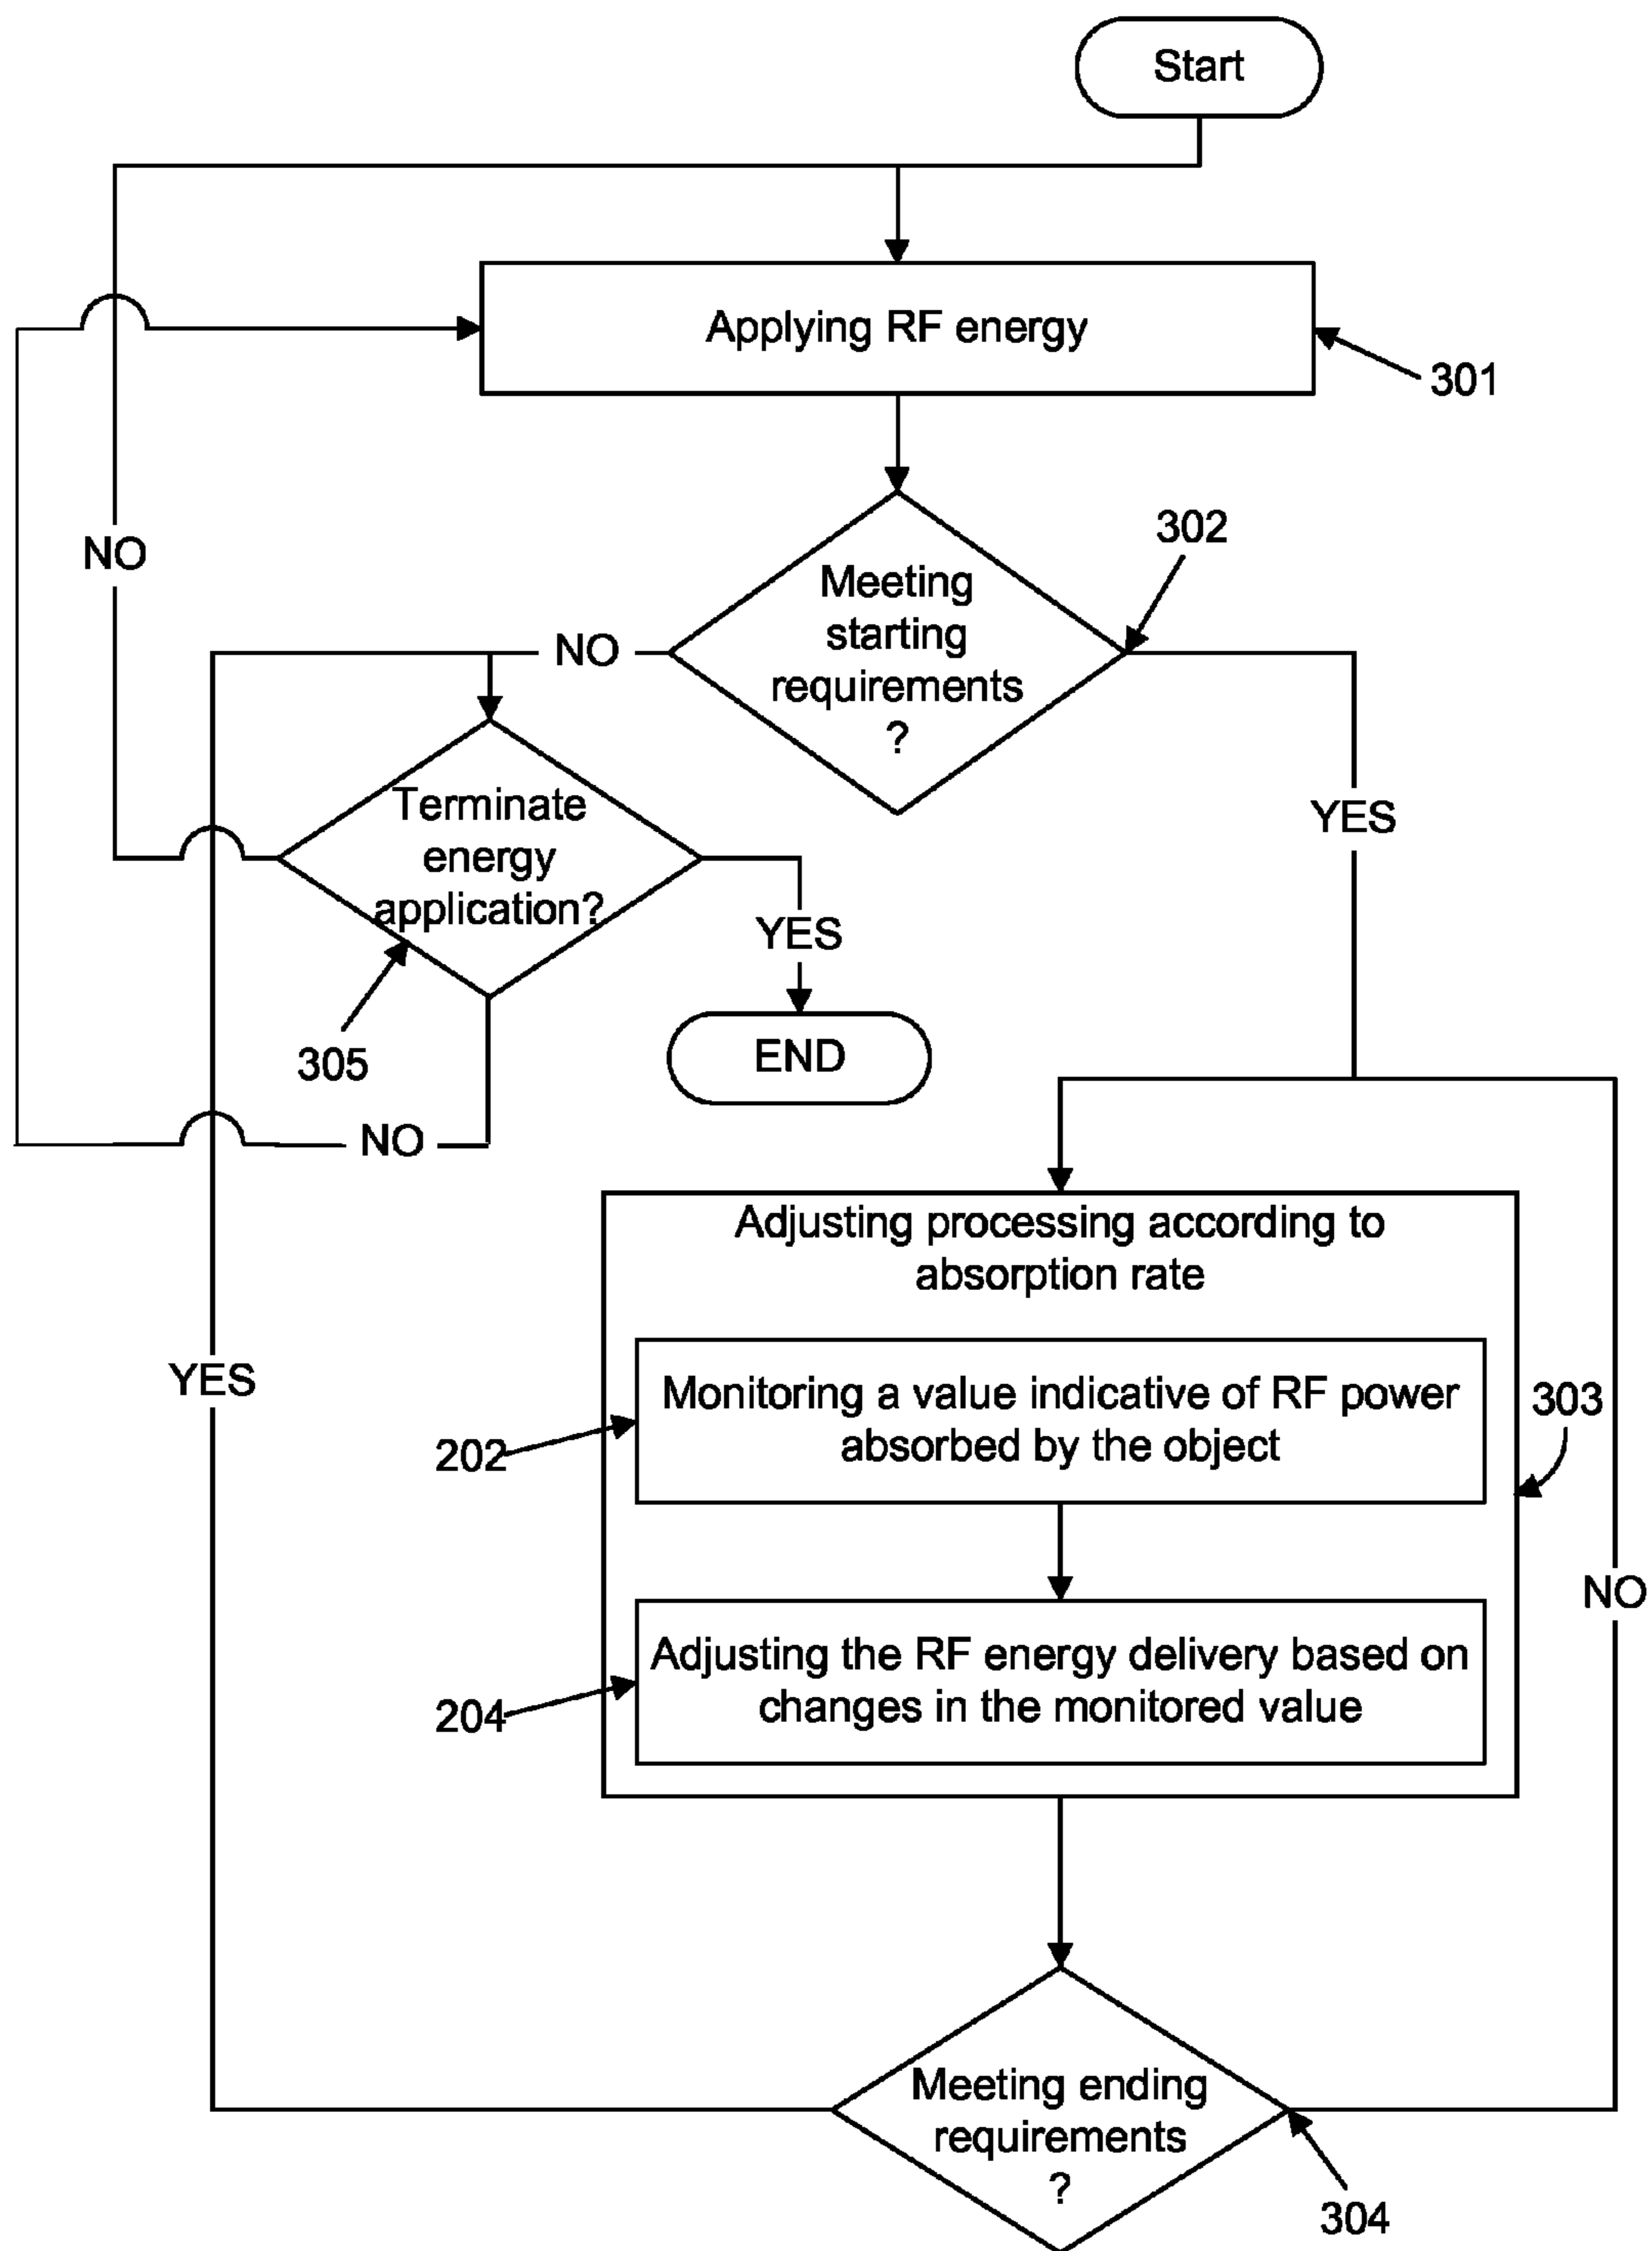 Start
Applying RF energy
301
302
NO
Meeting
starting
requirements
?
NO
YES
Terminate
energy
application?
YES
305
END
NO
Adjusting processing according to
absorption rate
YES
Monitoring a value indicative of RF power
absorbed by the object
303
202
NO
Adjusting the RF energy delivery based on
changes in the monitored value
204
Meeting ending
requirements
?
304